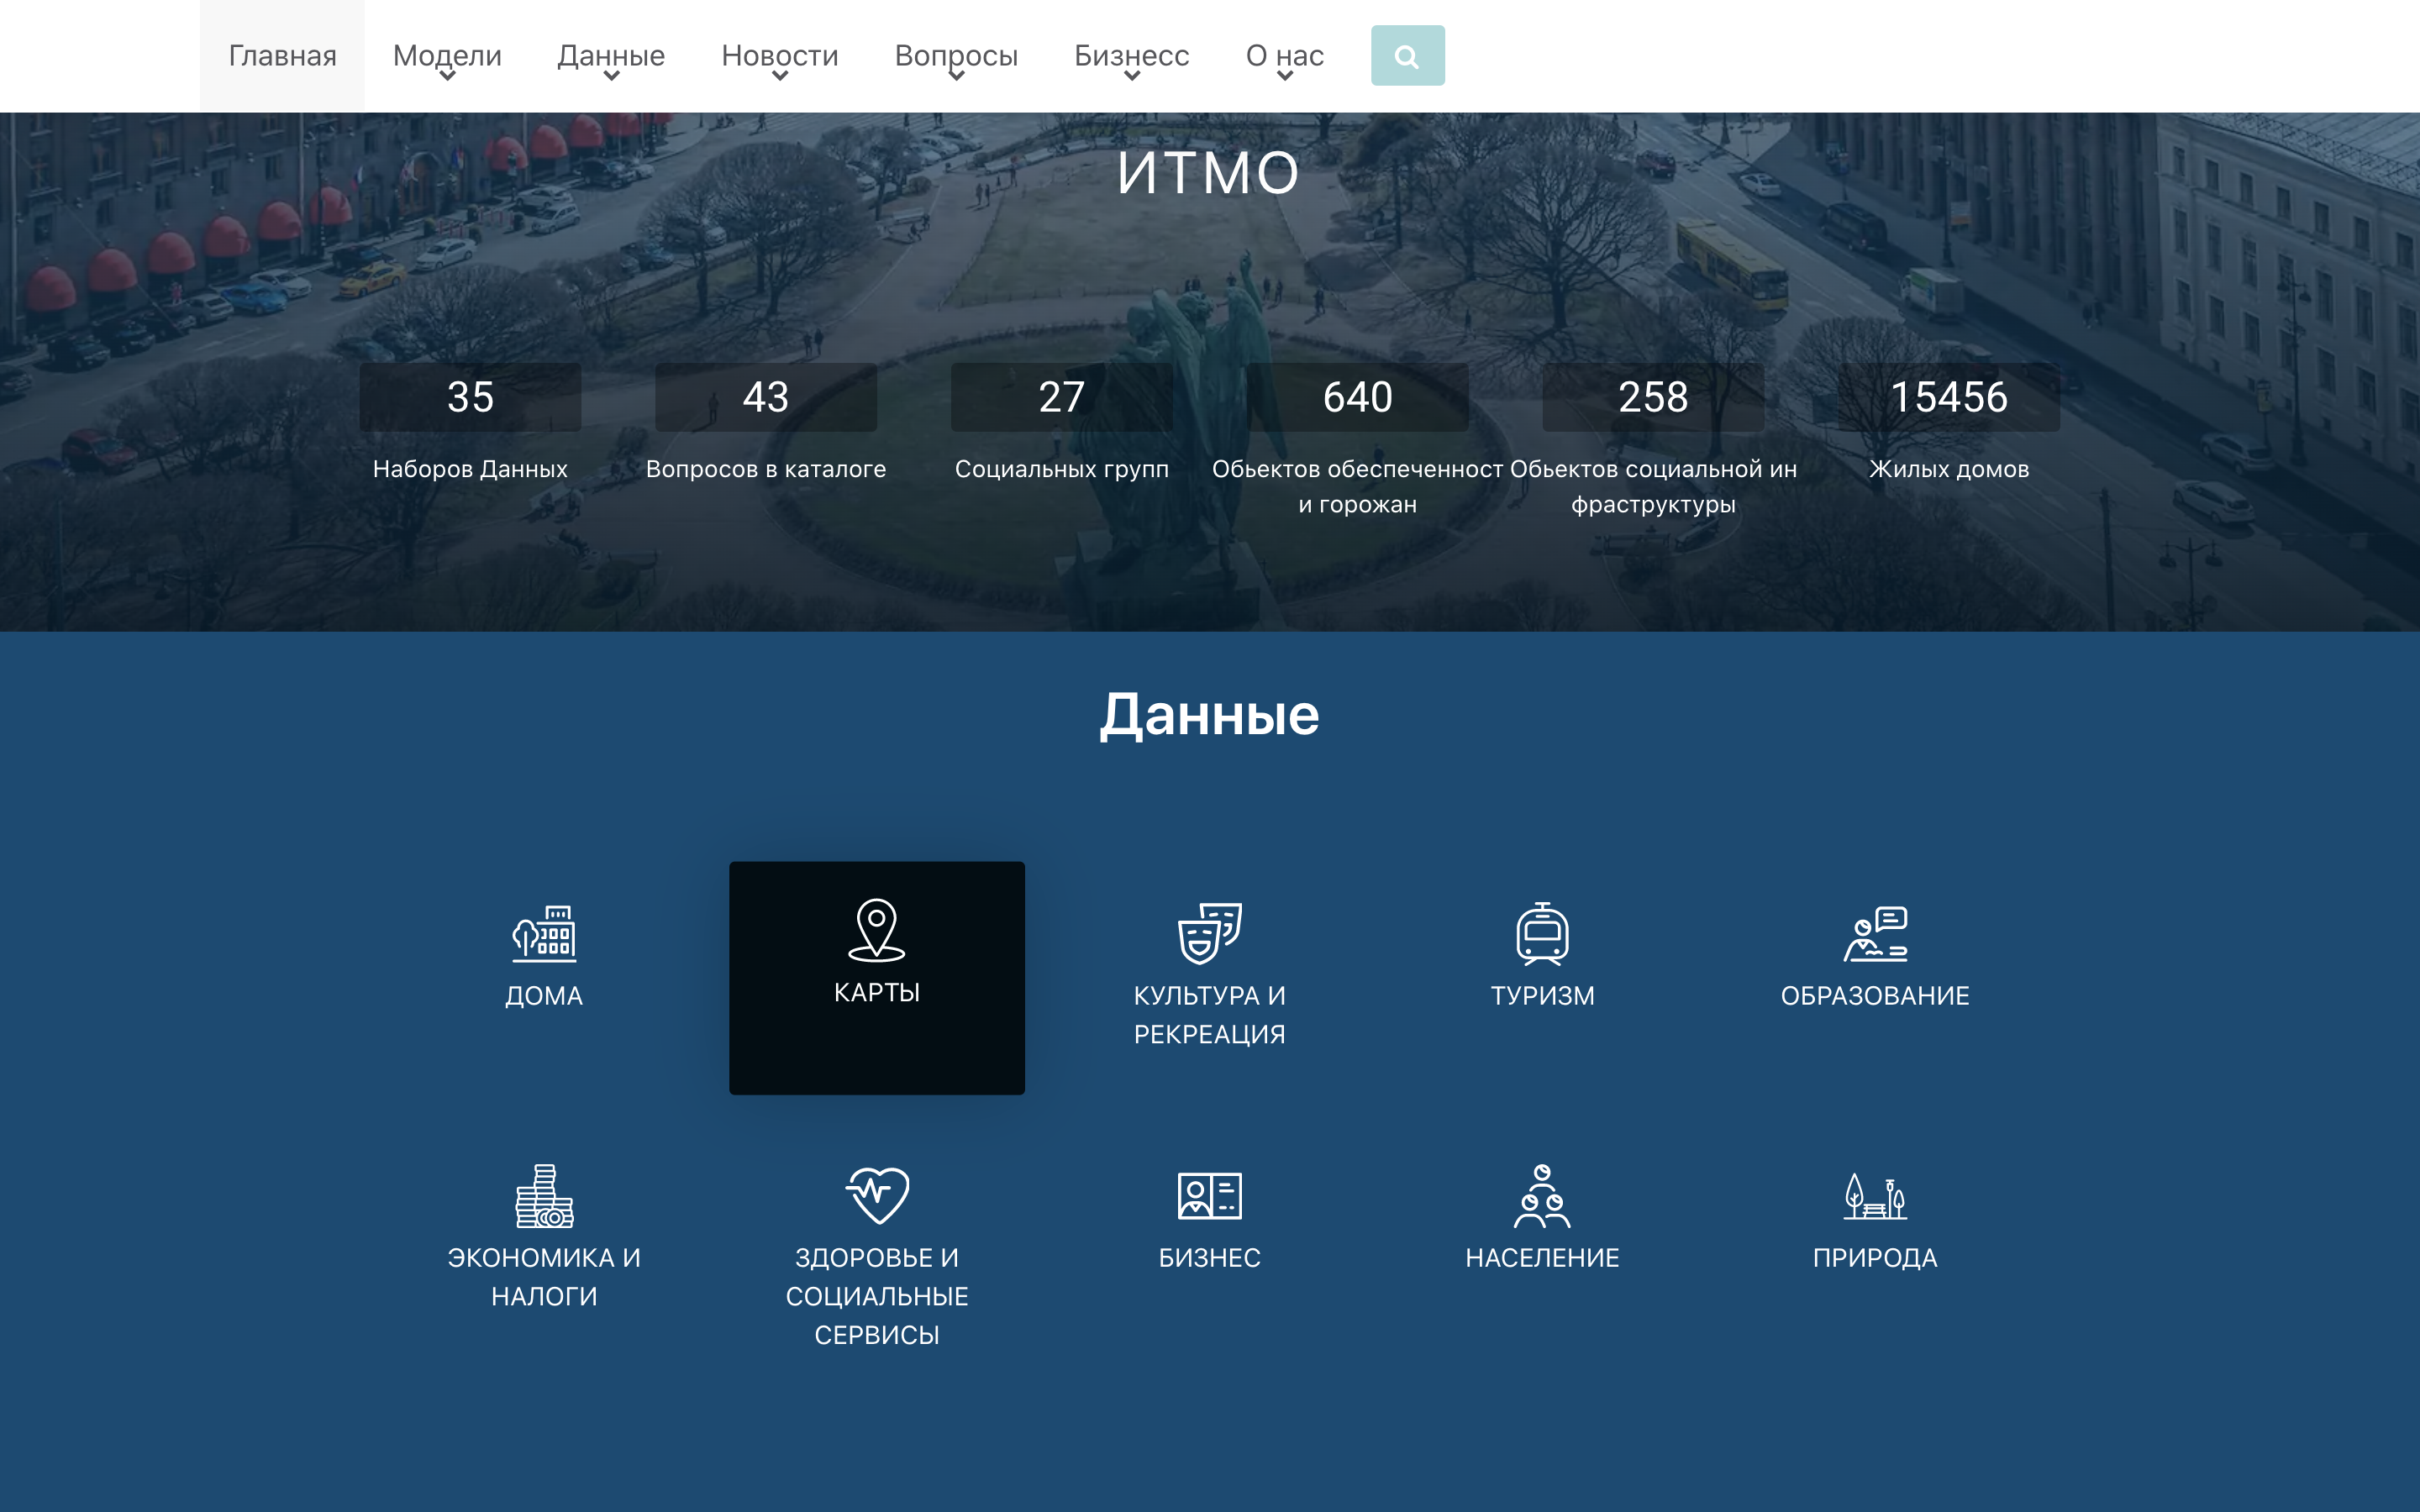 Главная Модели Данные Новости Вопросы Бизнесс О нас
ИТМО
35 43 27 640 258 15456
Наборов Данных Вопросов в каталоге Социальных групп Обьектов обеспеченност Обьектов социальной ин Жилых домов
и горожан фраструктуры
Данные
ДОМА КАРТЫ КУЛЬТУРА И ТУРИЗМ ОБРАЗОВАНИЕ
РЕКРЕАЦИЯ
ЭКОНОМИКА И ЗДОРОВЬЕ И БИЗНЕС НАСЕЛЕНИЕ ПРИРОДА
НАЛОГИ СОЦИАЛЬНЫЕ
СЕРВИСЫ